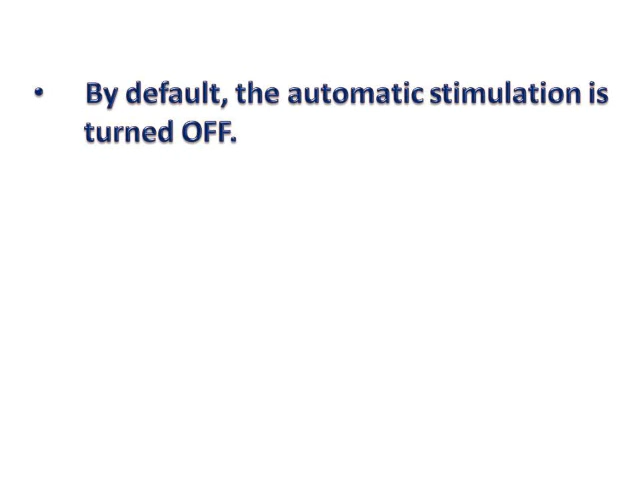 • By default, the automatic stimulation is
turned OFF.